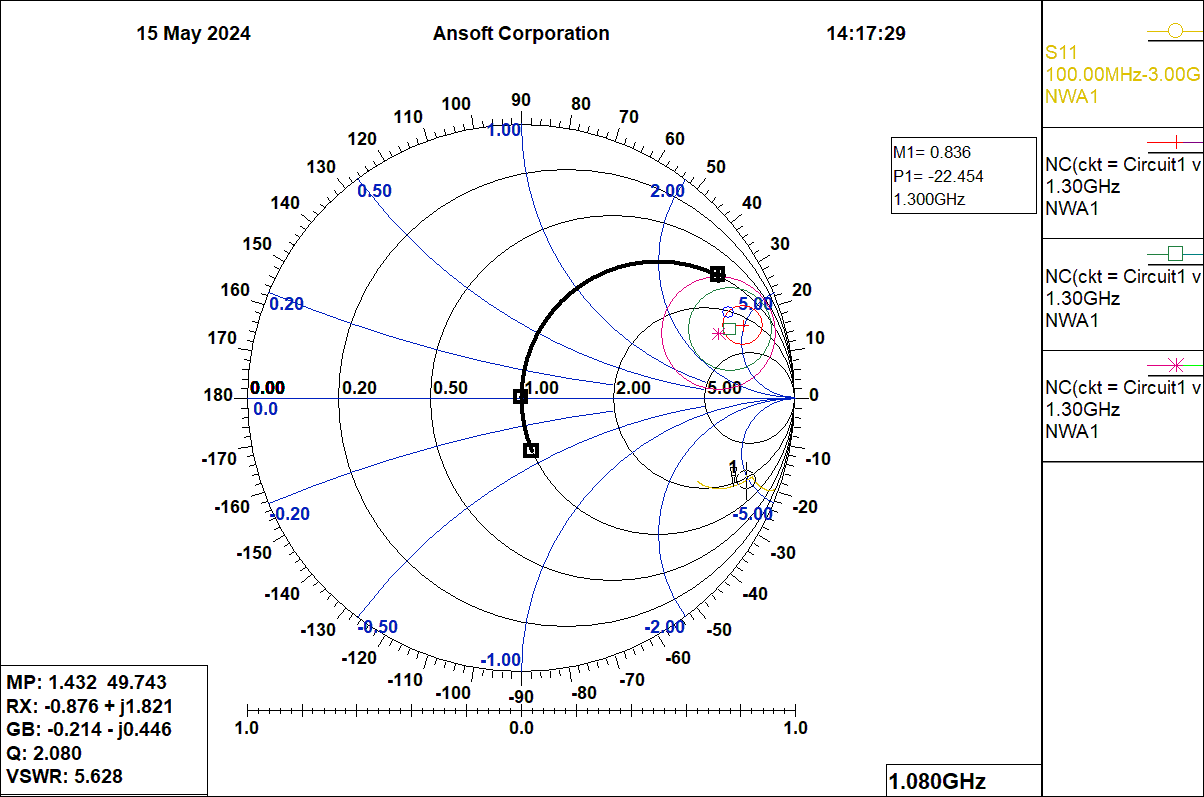 15 May 2024 Ansoft Corporation 14:17:29
S11
100.00MHz-3.00G
NWA1
NC(ckt = Circuit1 v
1.30GHz
NWA1
NC(ckt = Circuit1 v
1.30GHz
NWA1
NC(ckt = Circuit1 v
1.30GHz
NWA1
M1= 0.836
P1= -22.454
1.300GHz
90
100 80
110 70
120 60
130 50
140 40
150 30
160 20
170 10
180 0
-170 -10
-160 -20
-150 -30
-140 -40
-130 -50
-120 -60
-110 -70
-100 -80
-90
1.00
0.50 2.00
0.20 5.00
0.00 0.20 0.50 1.00 2.00 5.00
0.0
1
-0.20 -5.00
-0.50 -2.00
-1.00
1.0 0.0 1.0
MP: 1.432 49.743
RX: -0.876 + j1.821
GB: -0.214 - j0.446
Q: 2.080
VSWR: 5.628
1.080GHz